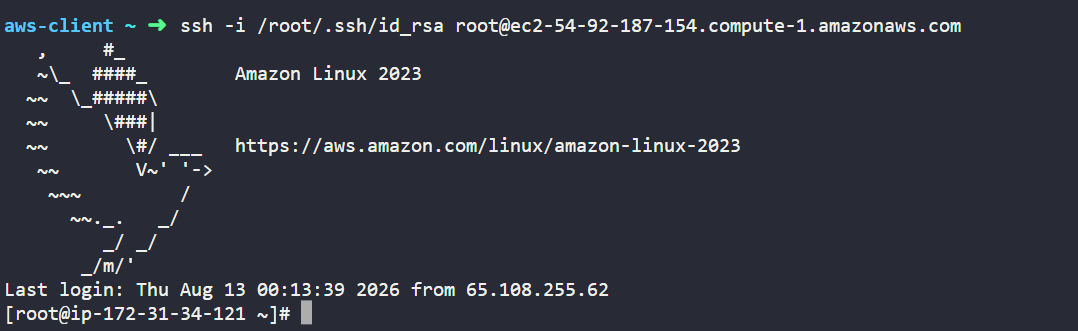 aws-client ~ ➜  ssh -i /root/.ssh/id_rsa root@ec2-54-92-187-154.compute-1.amazonaws.com
   ,     #_
   ~\_  ####_        Amazon Linux 2023
  ~~  \_#####\
  ~~     \###|
  ~~       \#/ ___   https://aws.amazon.com/linux/amazon-linux-2023
   ~~       V~' '->
    ~~~         /
      ~~._.   _/
         _/ _/
       _/m/'
Last login: Thu Aug 13 00:13:39 2026 from 65.108.255.62
[root@ip-172-31-34-121 ~]#